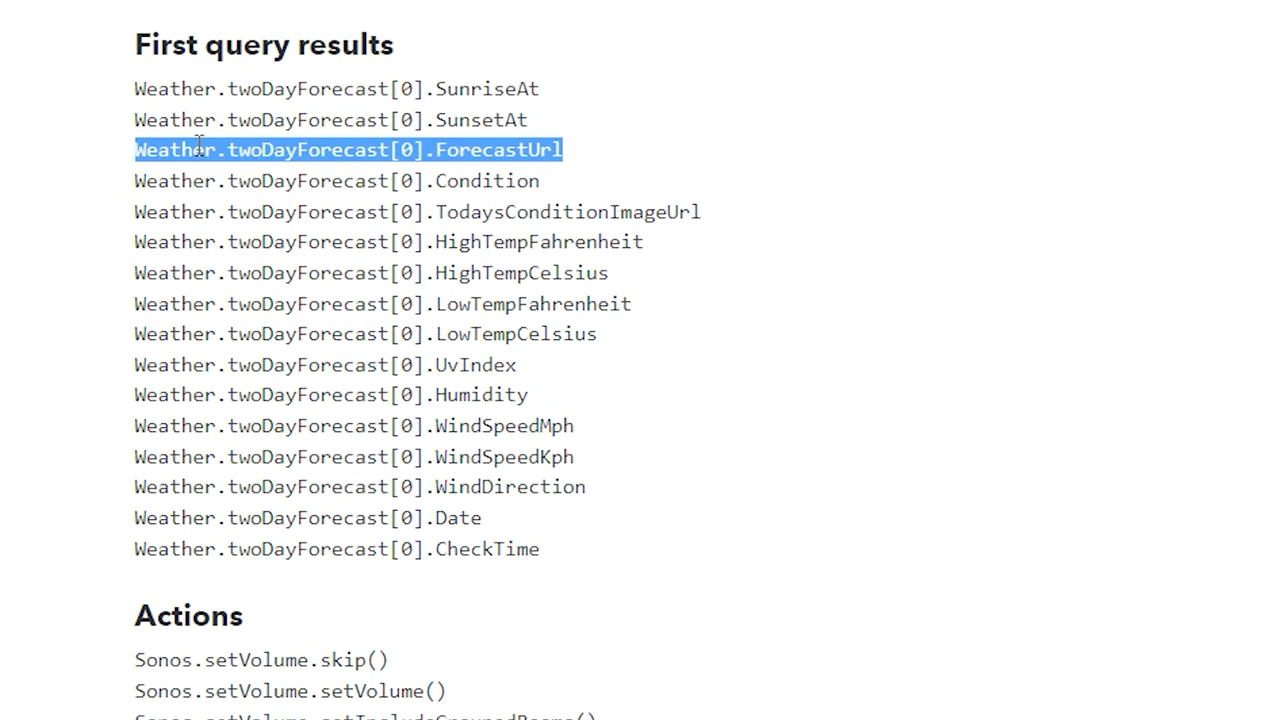 First query results
Weather.twoDayForecast[0].SunriseAt
Weather.twoDayForecast[0].SunsetAt
Weather.twoDayForecast[0].ForecastUrl
Weather.twoDayForecast[0].Condition
Weather.twoDayForecast[0].TodaysConditionImageUrl
Weather.twoDayForecast[0].HighTempFahrenheit
Weather.twoDayForecast[0].HighTempCelsius
Weather.twoDayForecast[0].LowTempFahrenheit
Weather.twoDayForecast[0].LowTempCelsius
Weather.twoDayForecast[0].UvIndex
Weather.twoDayForecast[0].Humidity
Weather.twoDayForecast[0].WindSpeedMph
Weather.twoDayForecast[0].WindSpeedKph
Weather.twoDayForecast[0].WindDirection
Weather.twoDayForecast[0].Date
Weather.twoDayForecast[0].CheckTime
Actions
Sonos.setVolume.skip()
Sonos.setVolume.setVolume()
Sonos.setVolume.setIncludeGroupedRooms()